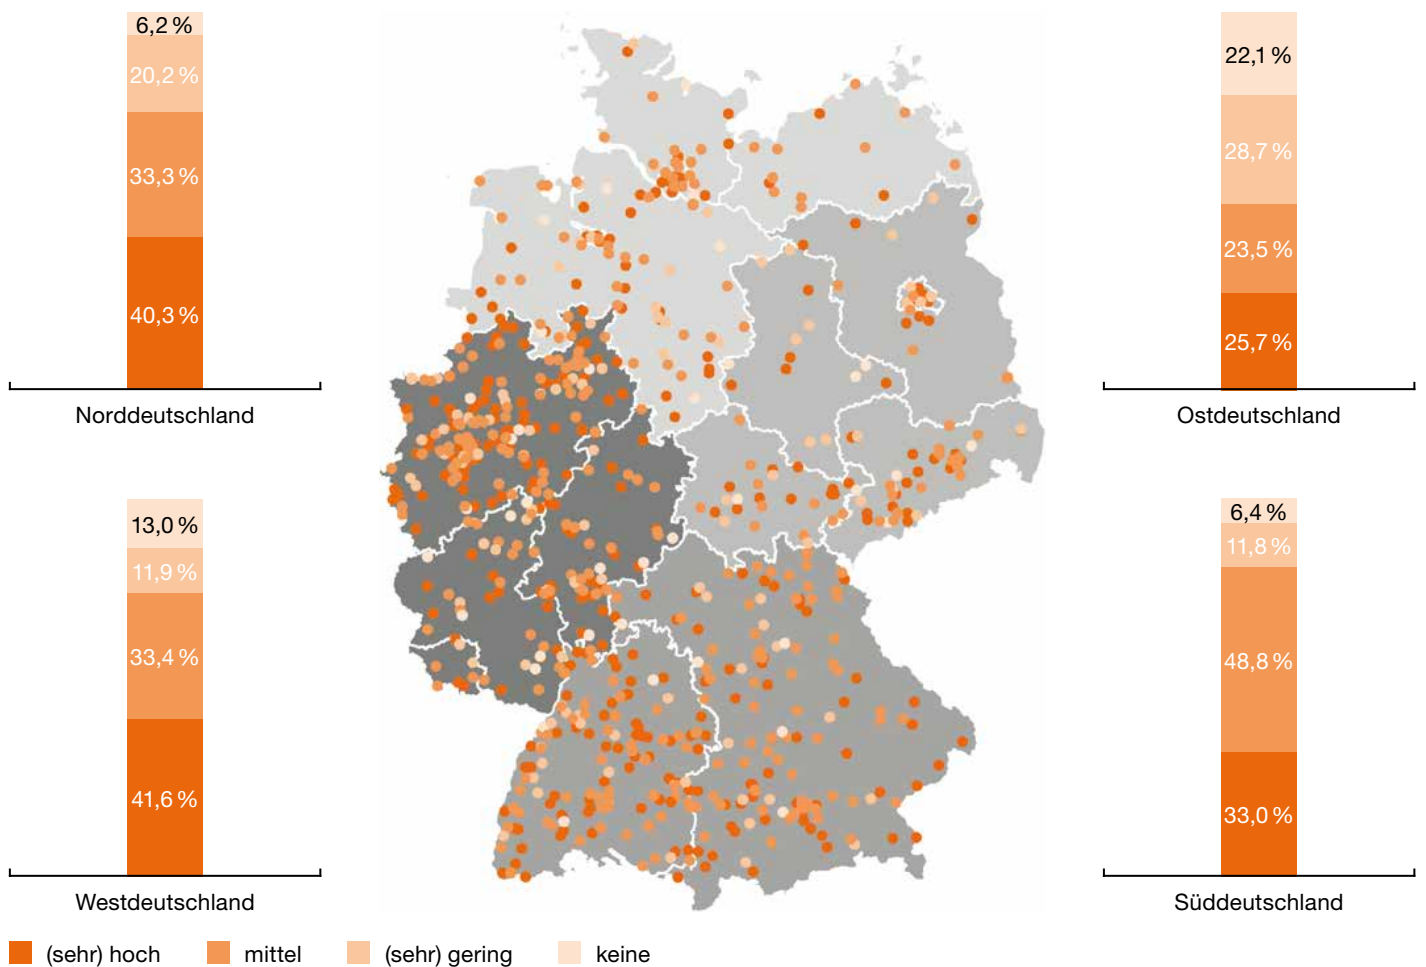 6,2 %
20,2 %
33,3 %
40,3 %
Norddeutschland
22,1 %
28,7 %
23,5 %
25,7 %
Ostdeutschland
13,0 %
11,9 %
33,4 %
41,6 %
Westdeutschland
6,4 %
11,8 %
48,8 %
33,0 %
Süddeutschland
(sehr) hoch
mittel
(sehr) gering
keine